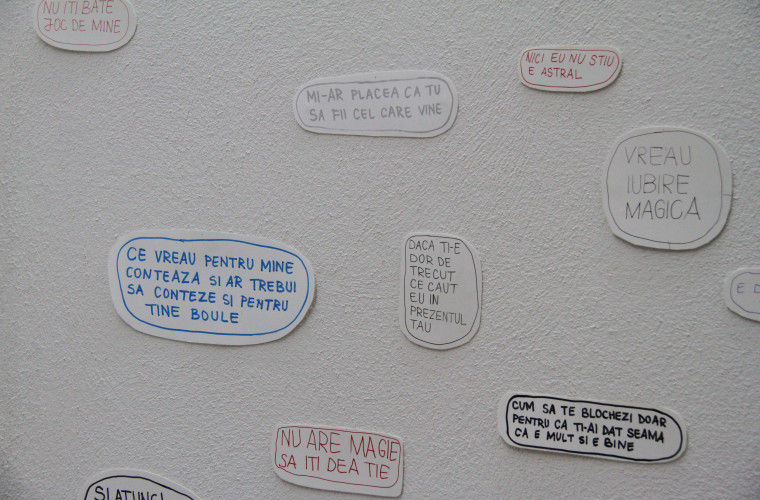 NU ITI BATE
JOC DE MINE
NICI EU NU STIU
E ASTRAL
MI-AR PLACEA CA TU
SA FII CEL CARE VINE
VREAU
IUBIRE
MAGICA
CE VREAU PENTRU MINE
CONTEAZA SI AR TREBUI
SA CONTEZE SI PENTRU
TINE BOULE
DACA TI-E
DOR DE
TRECUT
CE CAUT
EU IN
PREZENTUL
TAU
E
CUM SA TE BLOCHEZI DOAR
PENTRU CA TI-AI DAT SEAMA
CA E MULT SI E BINE
NU ARE MAGIE
SA ITI DEA TIE
SI ATUNCI